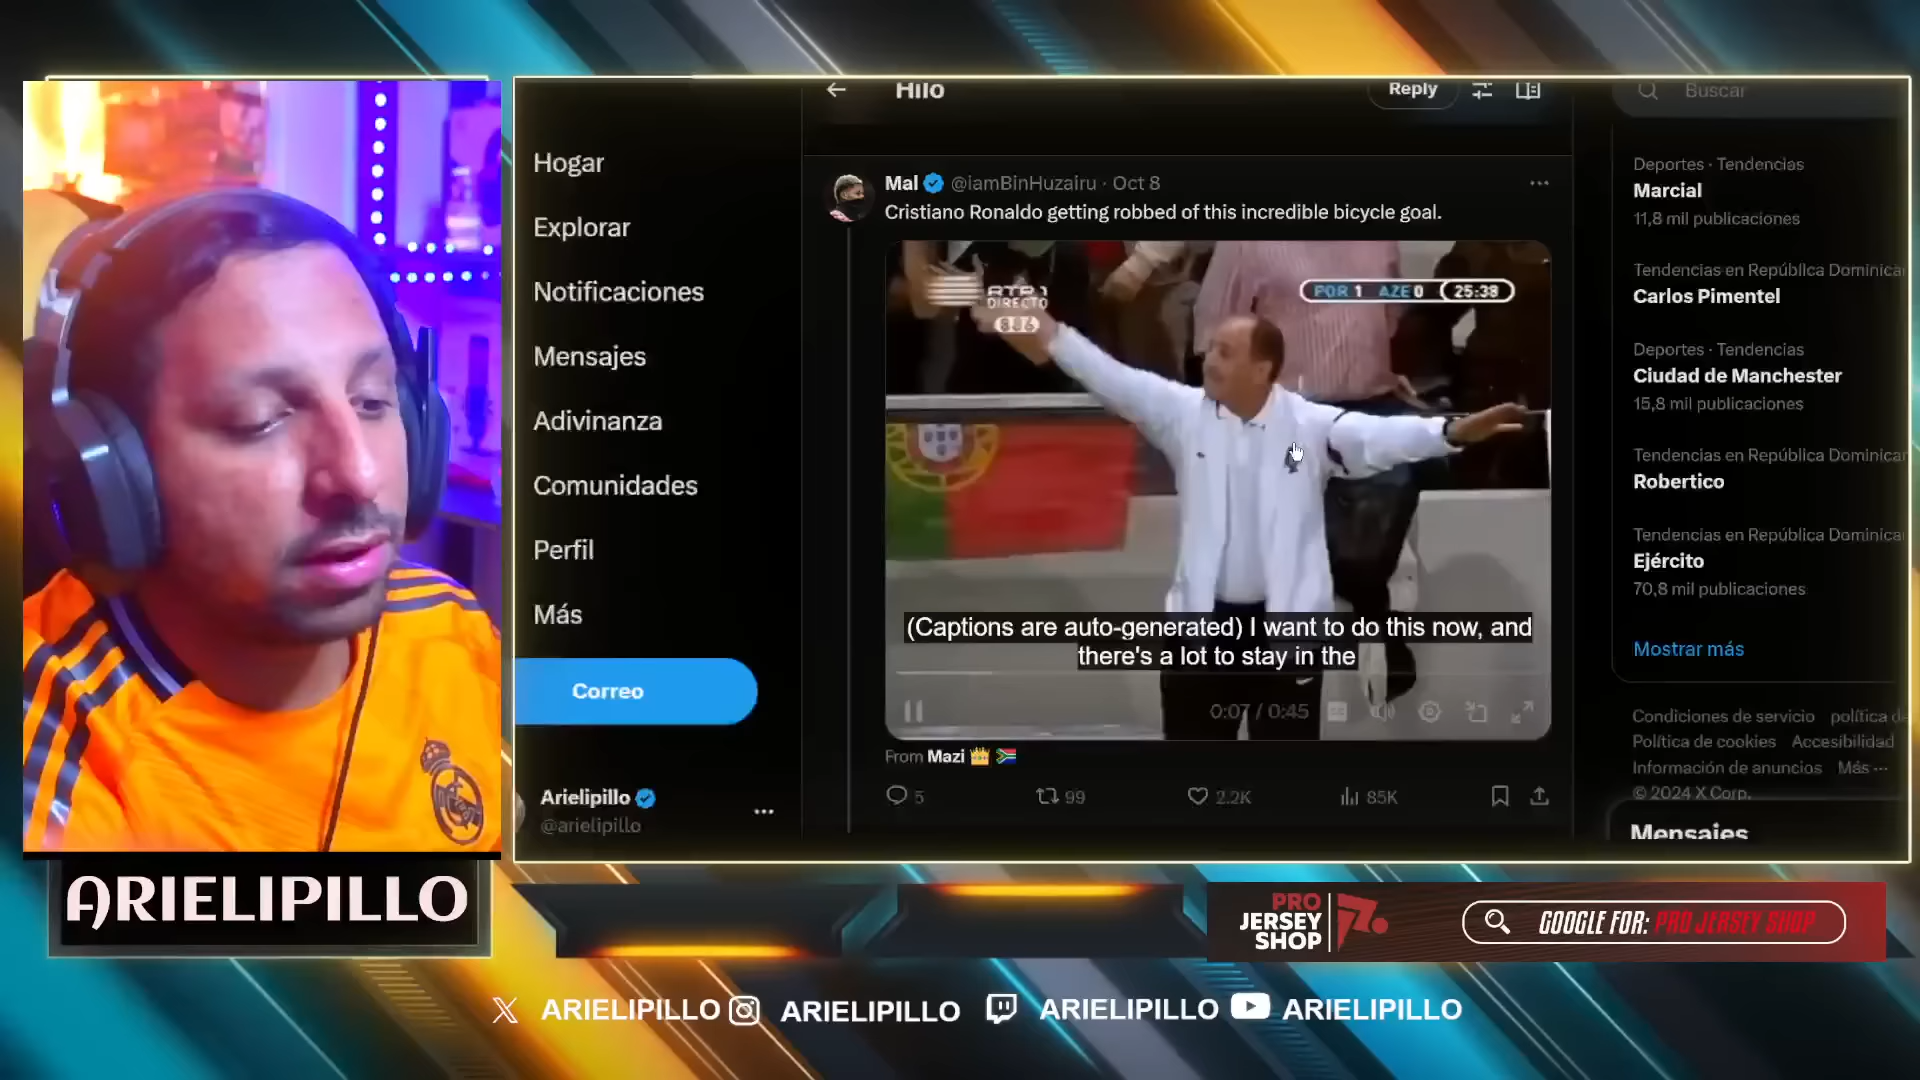 Hilo
Reply
Buscar
Hogar
Explorar
Notificaciones
Mensajes
Adivinanza
Comunidades
Perfil
Más
Correo
Arielipillo
@arielipillo
Mal @iamBinHuzairu · Oct 8
Cristiano Ronaldo getting robbed of this incredible bicycle goal.
RTP1
DIRECTO
886
POR 1 AZE 0 25:38
(Captions are auto-generated) I want to do this now, and
there's a lot to stay in the
0:07 / 0:45
From Mazi
5 99 2.2K 85K
Deportes · Tendencias
Marcial
11,8 mil publicaciones
Tendencias en República Dominica
Carlos Pimentel
Deportes · Tendencias
Ciudad de Manchester
15,8 mil publicaciones
Tendencias en República Dominica
Robertico
Tendencias en República Dominica
Ejército
70,8 mil publicaciones
Mostrar más
Condiciones de servicio política d
Política de cookies Accesibilidad
Información de anuncios Más ···
© 2024 X Corp.
Mensajes
ARIELIPILLO
PRO
JERSEY
SHOP
GOOGLE FOR: PRO JERSEY SHOP
ARIELIPILLO ARIELIPILLO ARIELIPILLO ARIELIPILLO